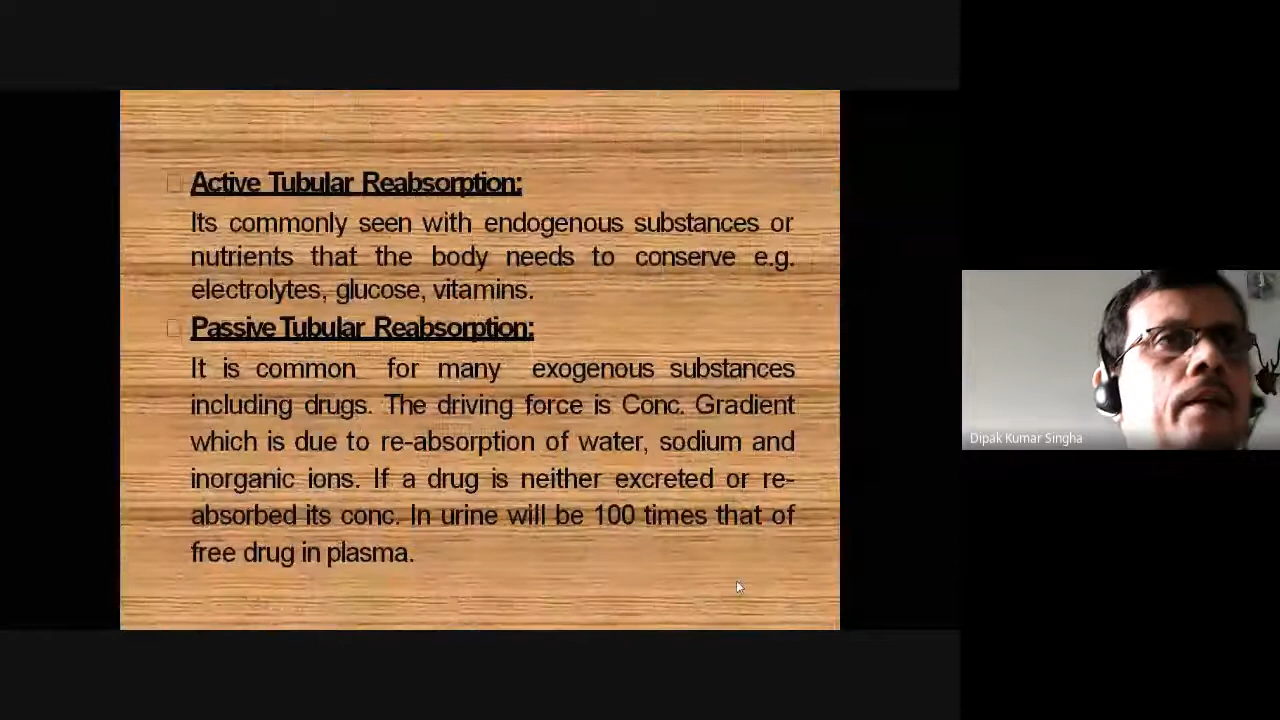 Active Tubular Reabsorption:
Its commonly seen with endogenous substances or
nutrients that the body needs to conserve e.g.
electrolytes, glucose, vitamins.
Passive Tubular Reabsorption:
It is common for many exogenous substances
including drugs. The driving force is Conc. Gradient
which is due to re-absorption of water, sodium and
inorganic ions. If a drug is neither excreted or re-
absorbed its conc. In urine will be 100 times that of
free drug in plasma.
Dipak Kumar Singha